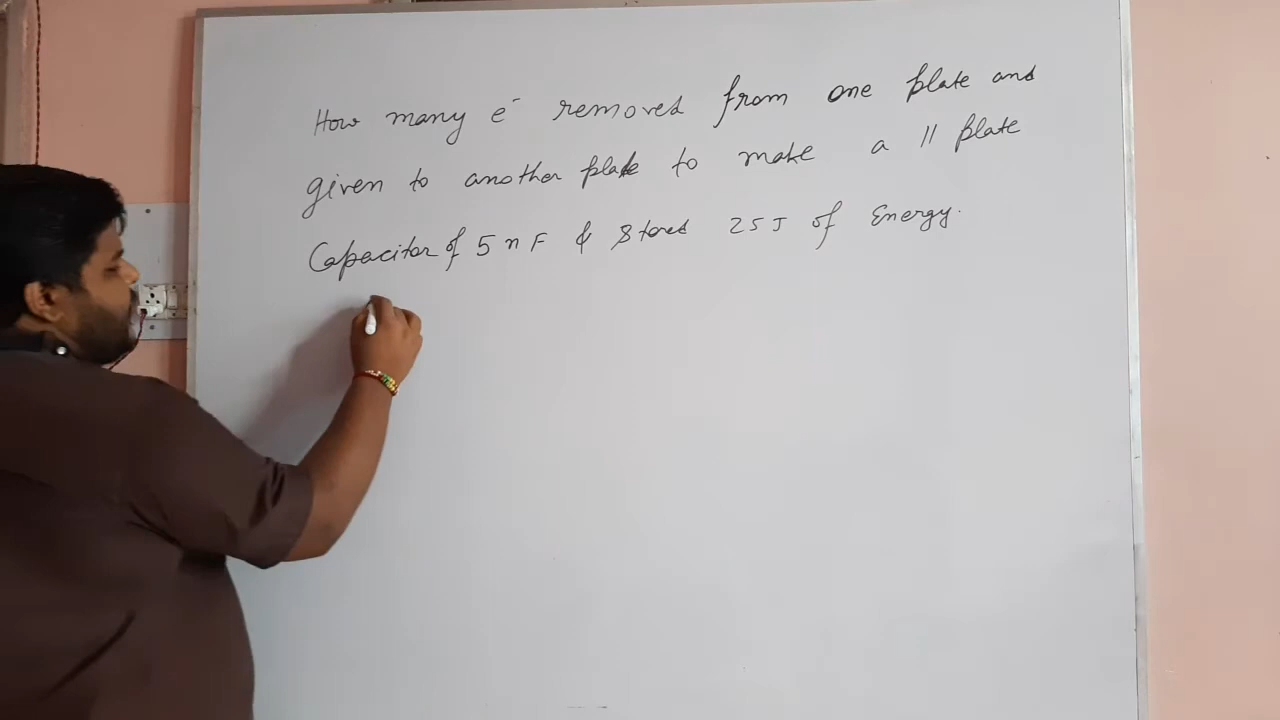 How many e⁻ removed from one plate and
given to another plate to make a || plate
Capacitor of 5 nF & Stored 25J of Energy.